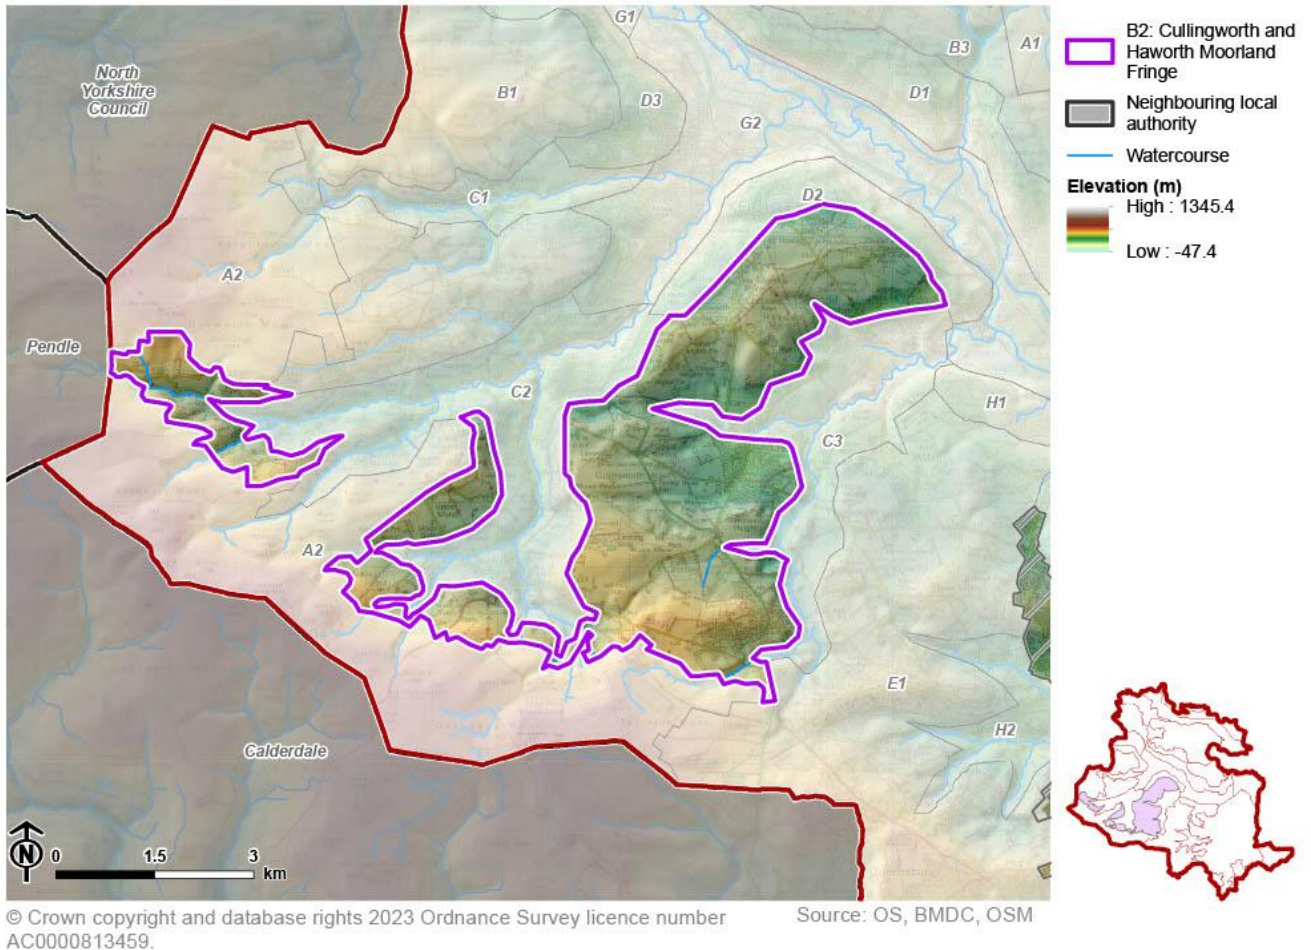 G1
B3
A1
North
Yorkshire
Council
B1
D3
D1
G2
C1
D2
A2
Pendle
C2
H1
C3
A2
E1
H2
Calderdale
N
0 1.5 3
km
B2: Cullingworth and
Haworth Moorland
Fringe
Neighbouring local
authority
Watercourse
Elevation (m)
High : 1345.4
Low : -47.4
© Crown copyright and database rights 2023 Ordnance Survey licence number
AC0000813459.
Source: OS, BMDC, OSM